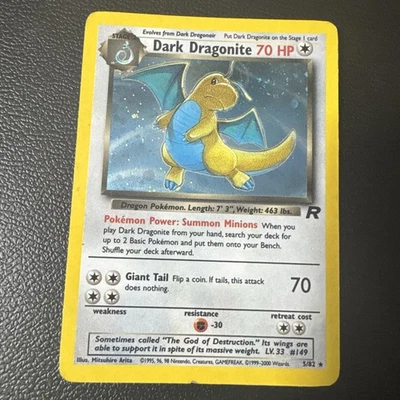 Evolves from Dark Dragonair Put Dark Dragonite on the Stage 1 card
Dark Dragonite 70 HP
Dragon Pokémon. Length: 7' 3", Weight: 463 lbs.
R
Pokémon Power: Summon Minions When you
play Dark Dragonite from your hand, search your deck for
up to 2 Basic Pokémon and put them onto your Bench.
Shuffle your deck afterward.
Giant Tail Flip a coin. If tails, this attack
does nothing.
70
weakness resistance retreat cost
-30
Sometimes called "The God of Destruction." Its wings are
able to support it in spite of its massive weight. LV. 33 #149
Illus. Mitsuhiro Arita ©1995, 96, 98 Nintendo, Creatures, GAMEFREAK. ©1999-2000 Wizards. 5/82